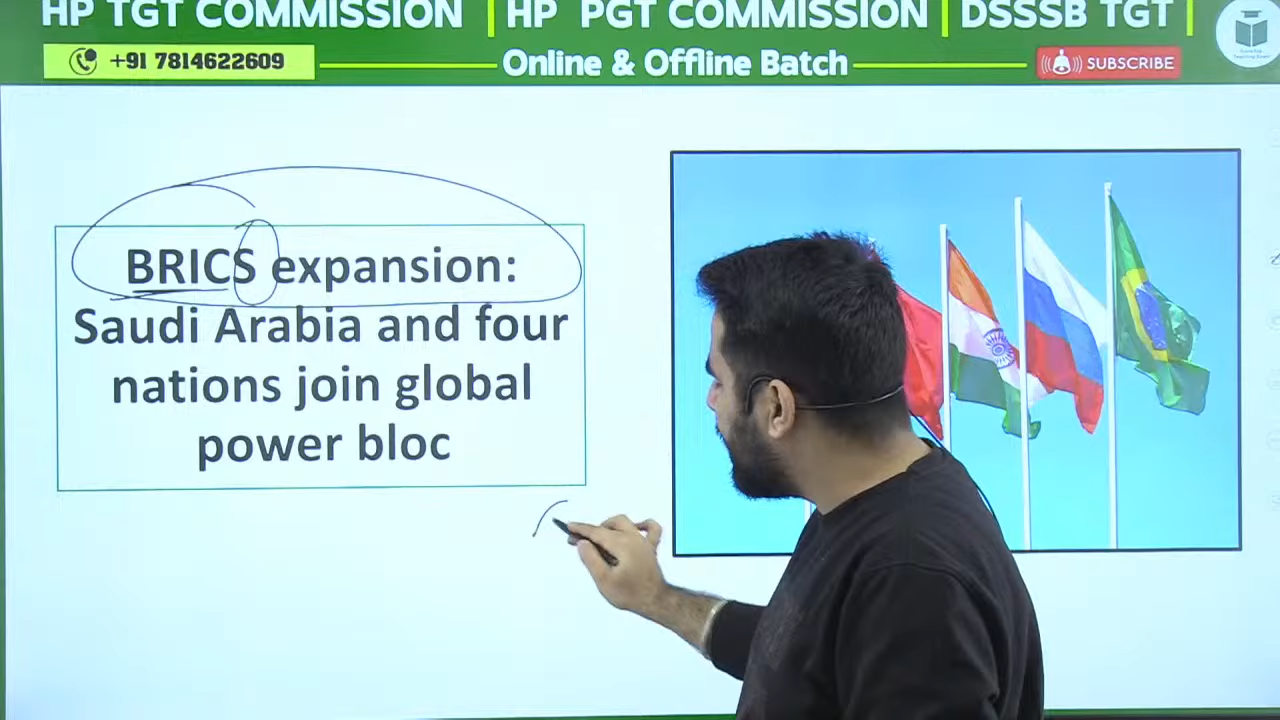 HP TGT COMMISSION | HP PGT COMMISSION | DSSSB TGT |
+91 7814622609
Online & Offline Batch
SUBSCRIBE
BRICS expansion:
Saudi Arabia and four
nations join global
power bloc